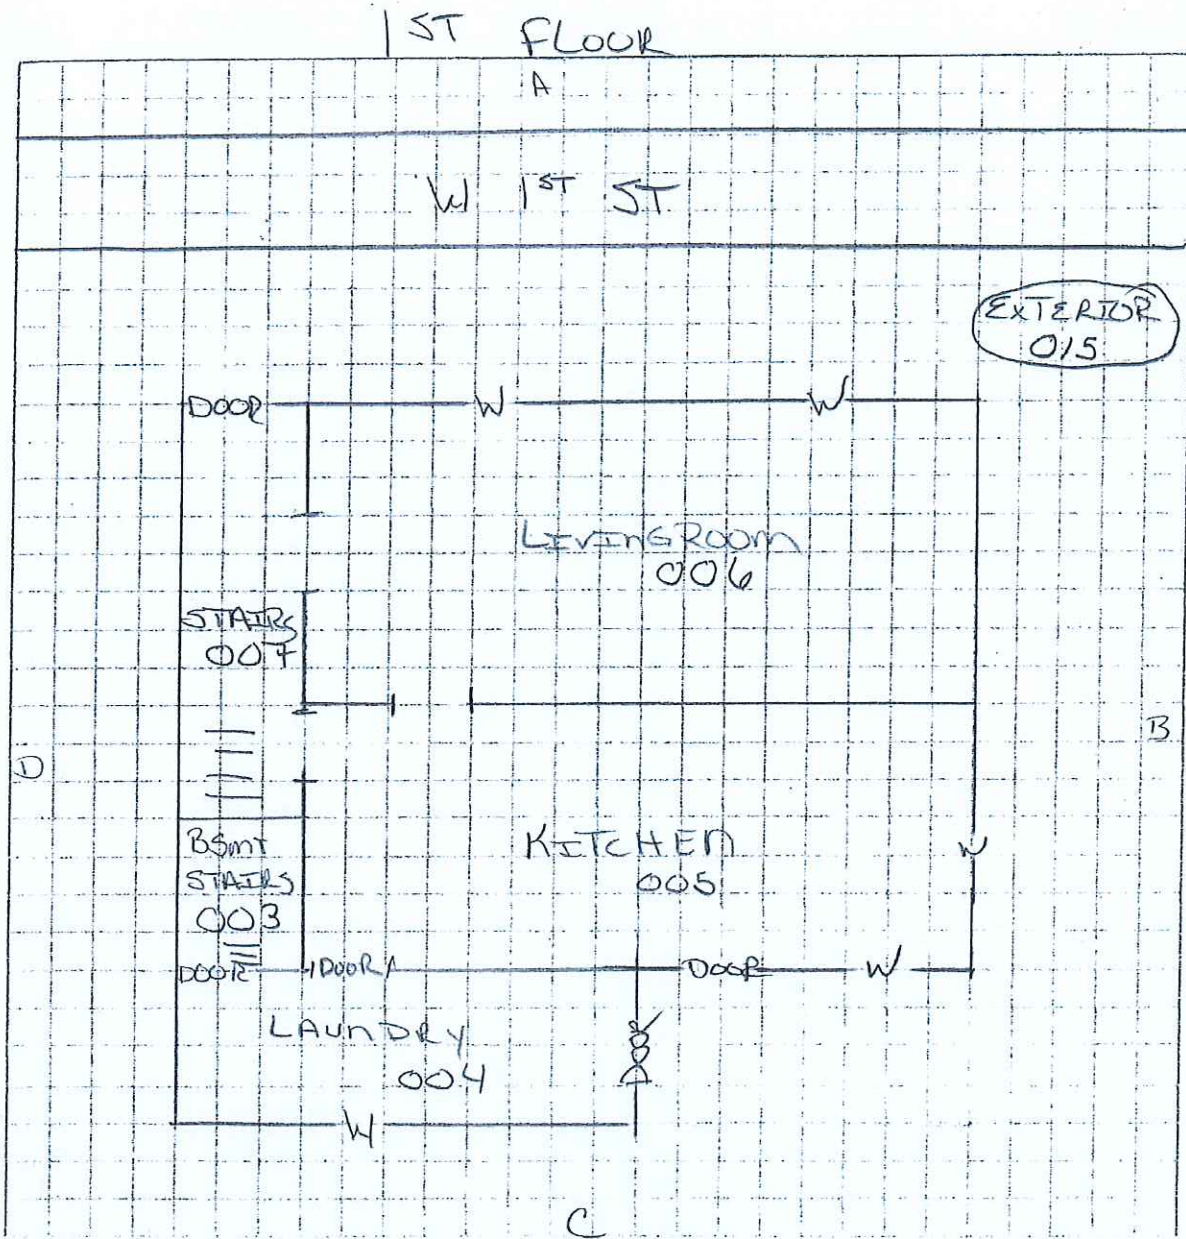 1ST FLOOR
A
W 1ST ST
EXTERIOR
015
DOOR W W
LIVINGROOM
006
STAIRS
007
B
D
BSmT
STAIRS
003
KITCHEN
005
W
DOOR DOOR DOOR W
LAUNDRY
004
DOOR
W
C